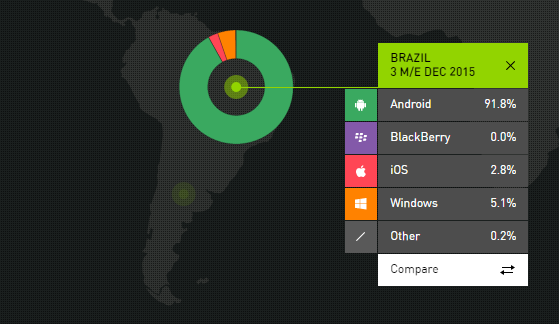 BRAZIL
3 M/E DEC 2015
Android 91.8%
BlackBerry 0.0%
iOS 2.8%
Windows 5.1%
Other 0.2%
Compare